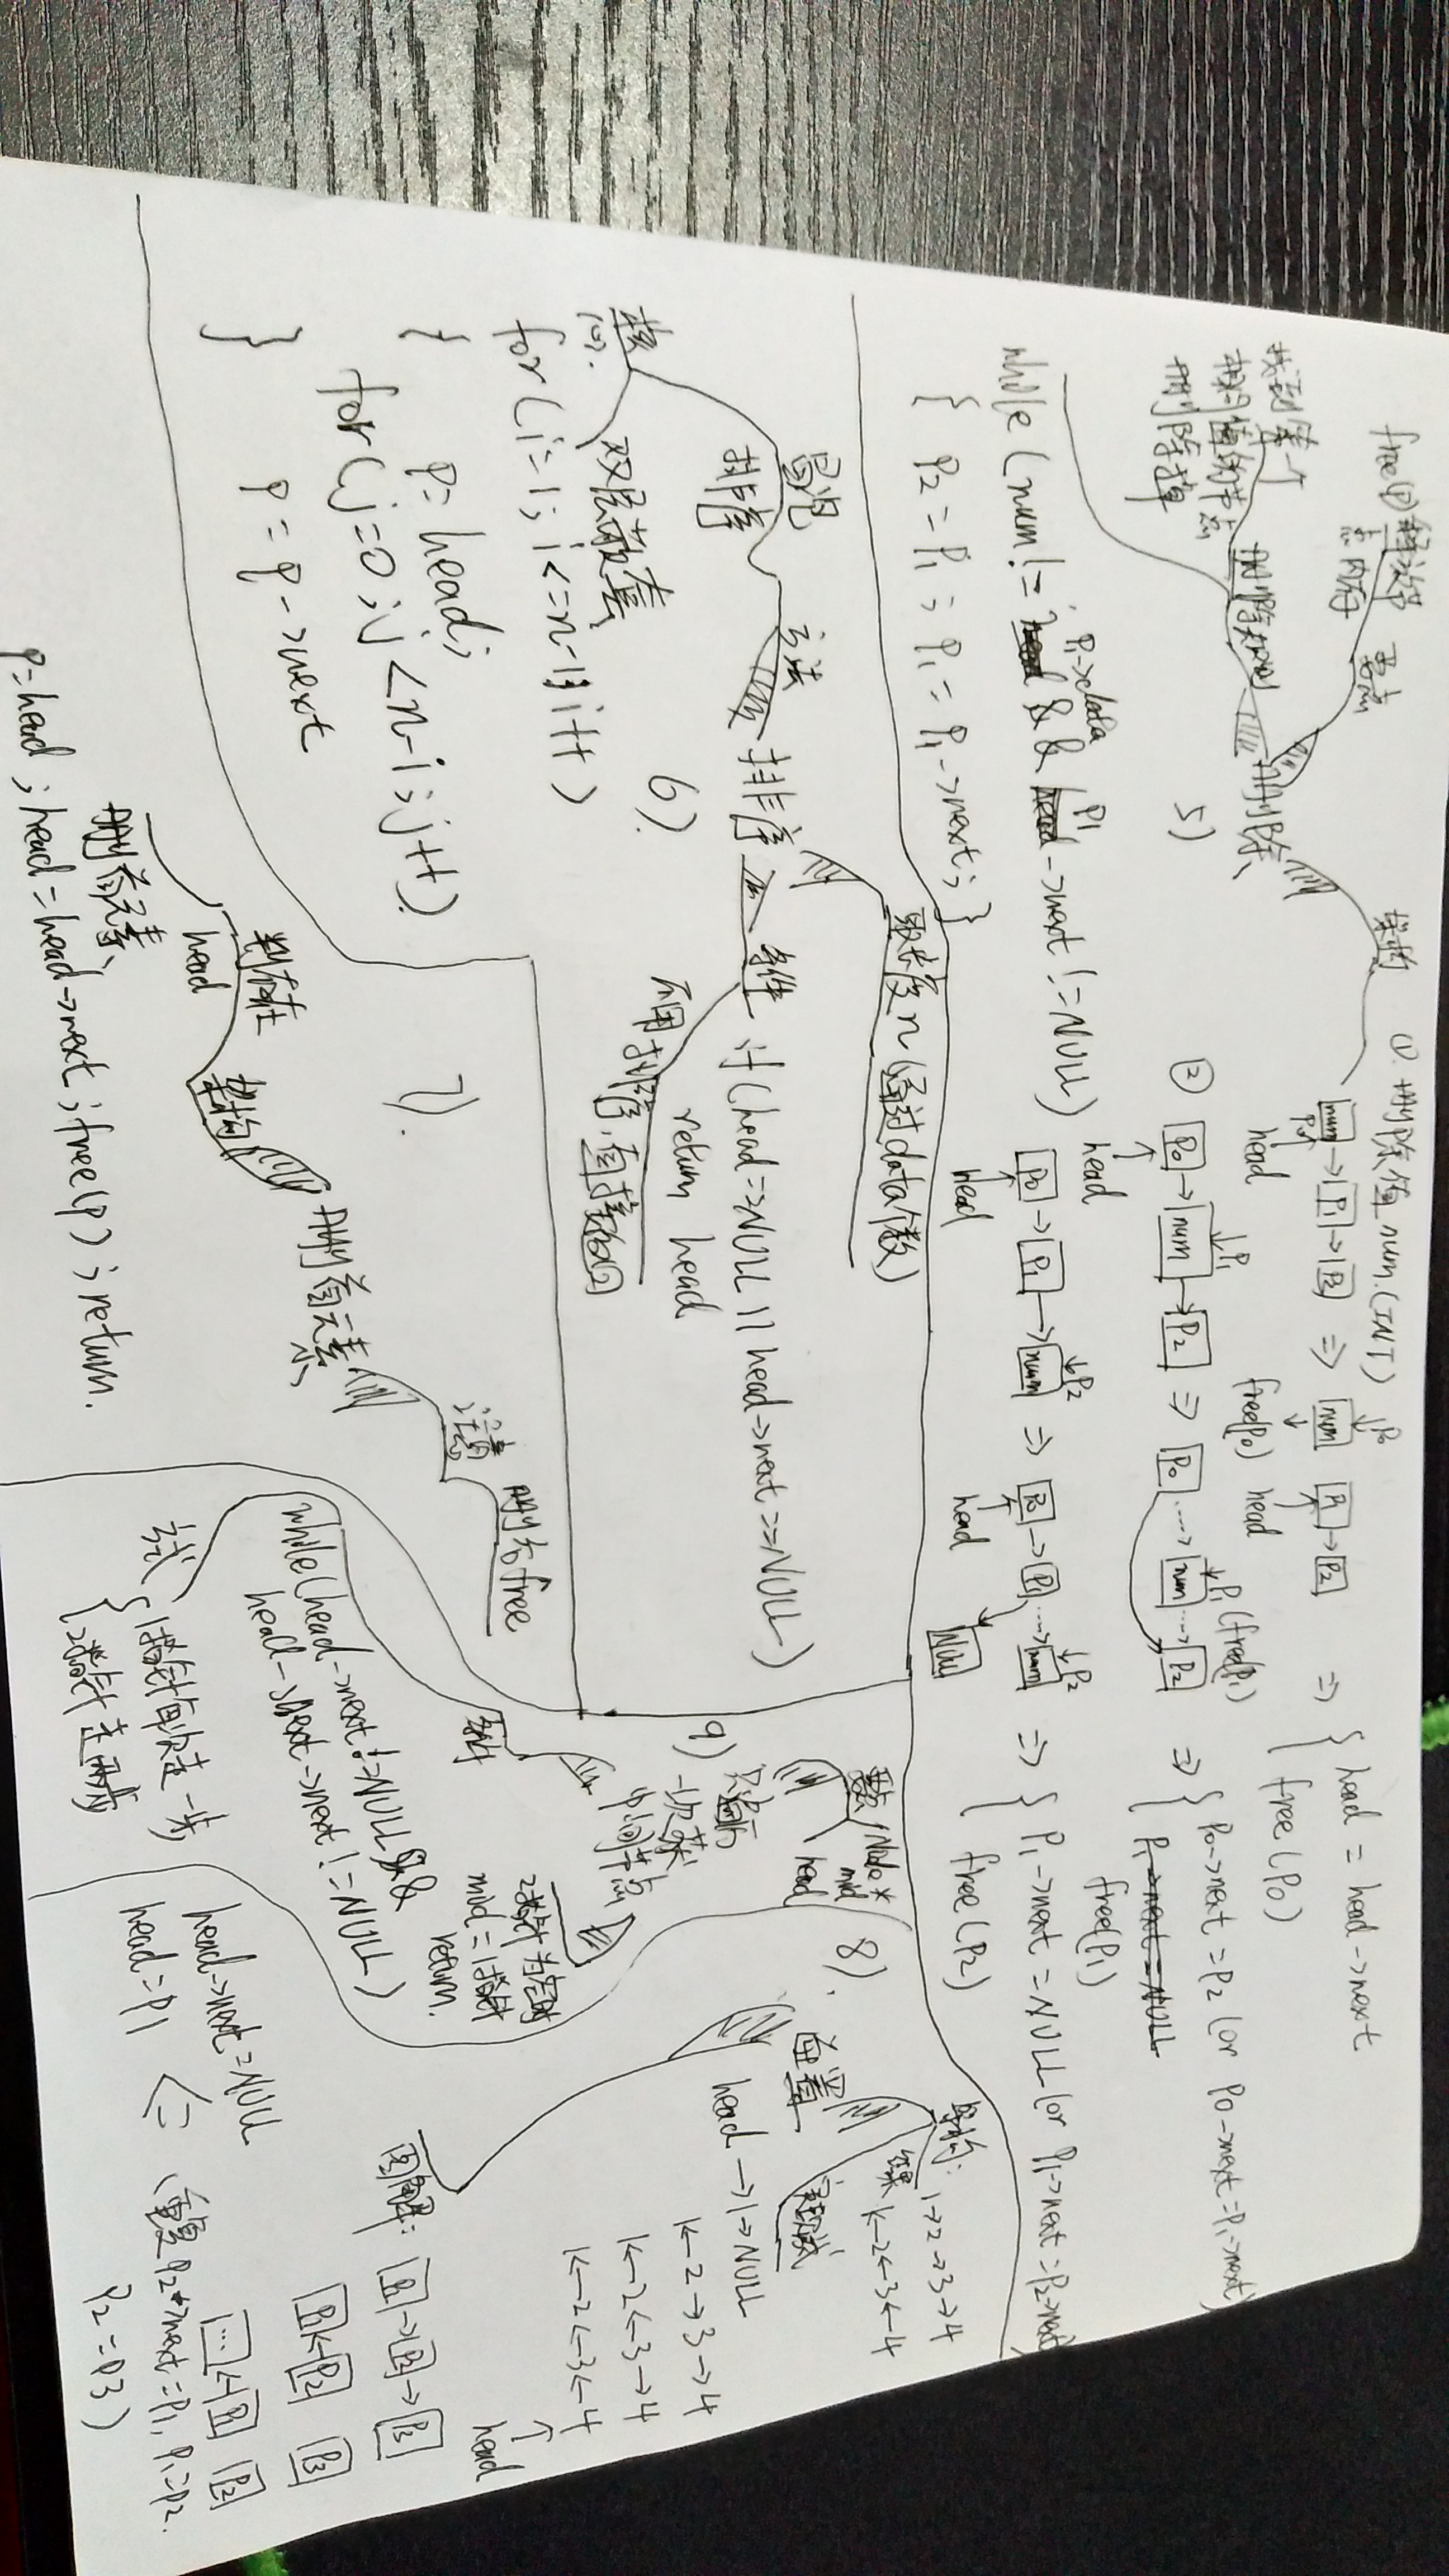 free(p) 释放节
点内存
要点
找到第一个
相同值的节点
删除掉
删除规则
删除
架构
5)
①. 删除值 num.(INT)
num → P1 → P2 ⇒ num P1 → P2 ⇒ { head = head->next
P0
P0
head
free(P0)
head
free(P0)
② P0 → num → P2 ⇒ P0 ····> num ····> P2 ⇒ { P0->next = P2 (or P0->next = P1->next)
P1
P1 (free(P1)
P1->next = NULL
head
free(P1)
P0 → P1 → num ⇒ P0 → P1 ····> num ⇒ { P1->next = NULL (or P1->next = P2->next)
P2
P2
head
head
NULL
free(P2)
P1->data P1
while (num != head && head->next != NULL)
{ P2 = P1; P1 = P1->next; }
取长度n (通过data个数)
冒泡
排序
方法
排序
条件
if (head == NULL || head->next == NULL)
return head
不用排序,直接返回
6).
核
心.
双层嵌套
for (i=1; i<=n-1; i++)
{ p = head;
for (j=0; j<n-i; j++)
p = p->next
}
7).
删首元素
注意
删后free
架构
判存在
head
删首元素
p=head; head=head->next; free(p); return.
9)
要点
Node*
mid
head
只遍历
一次获
中间节点
2指针为空时
mid = 1指针
return.
条件
while(head->next != NULL &&
head->next->next != NULL)
方式
{ 1指针每次走一步
2指针走两步
8).
架构:
1→2→3→4
结果
1←2←3←4
逆置
实现方式
head → 1 → NULL
1←2→3→4
1←2←3→4
1←2←3←4
head
图解: P1 → P2 → P3
P1 ← P2 P3
... ← P1 P2
(重复 P2->next = P1, P1=P2.
P2 = P3)
head->next = NULL
head = P1 ⇐